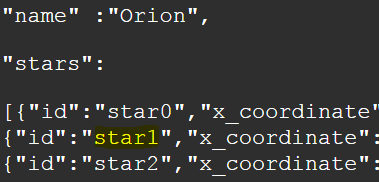 "name" :"Orion",
"stars":
[{"id":"star0","x_coordinate"
{"id":"star1","x_coordinate":
{"id":"star2","x_coordinate":